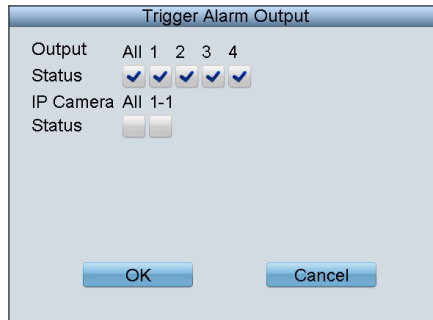 Trigger Alarm Output
Output All 1 2 3 4
Status
IP Camera All 1-1
Status
OK Cancel